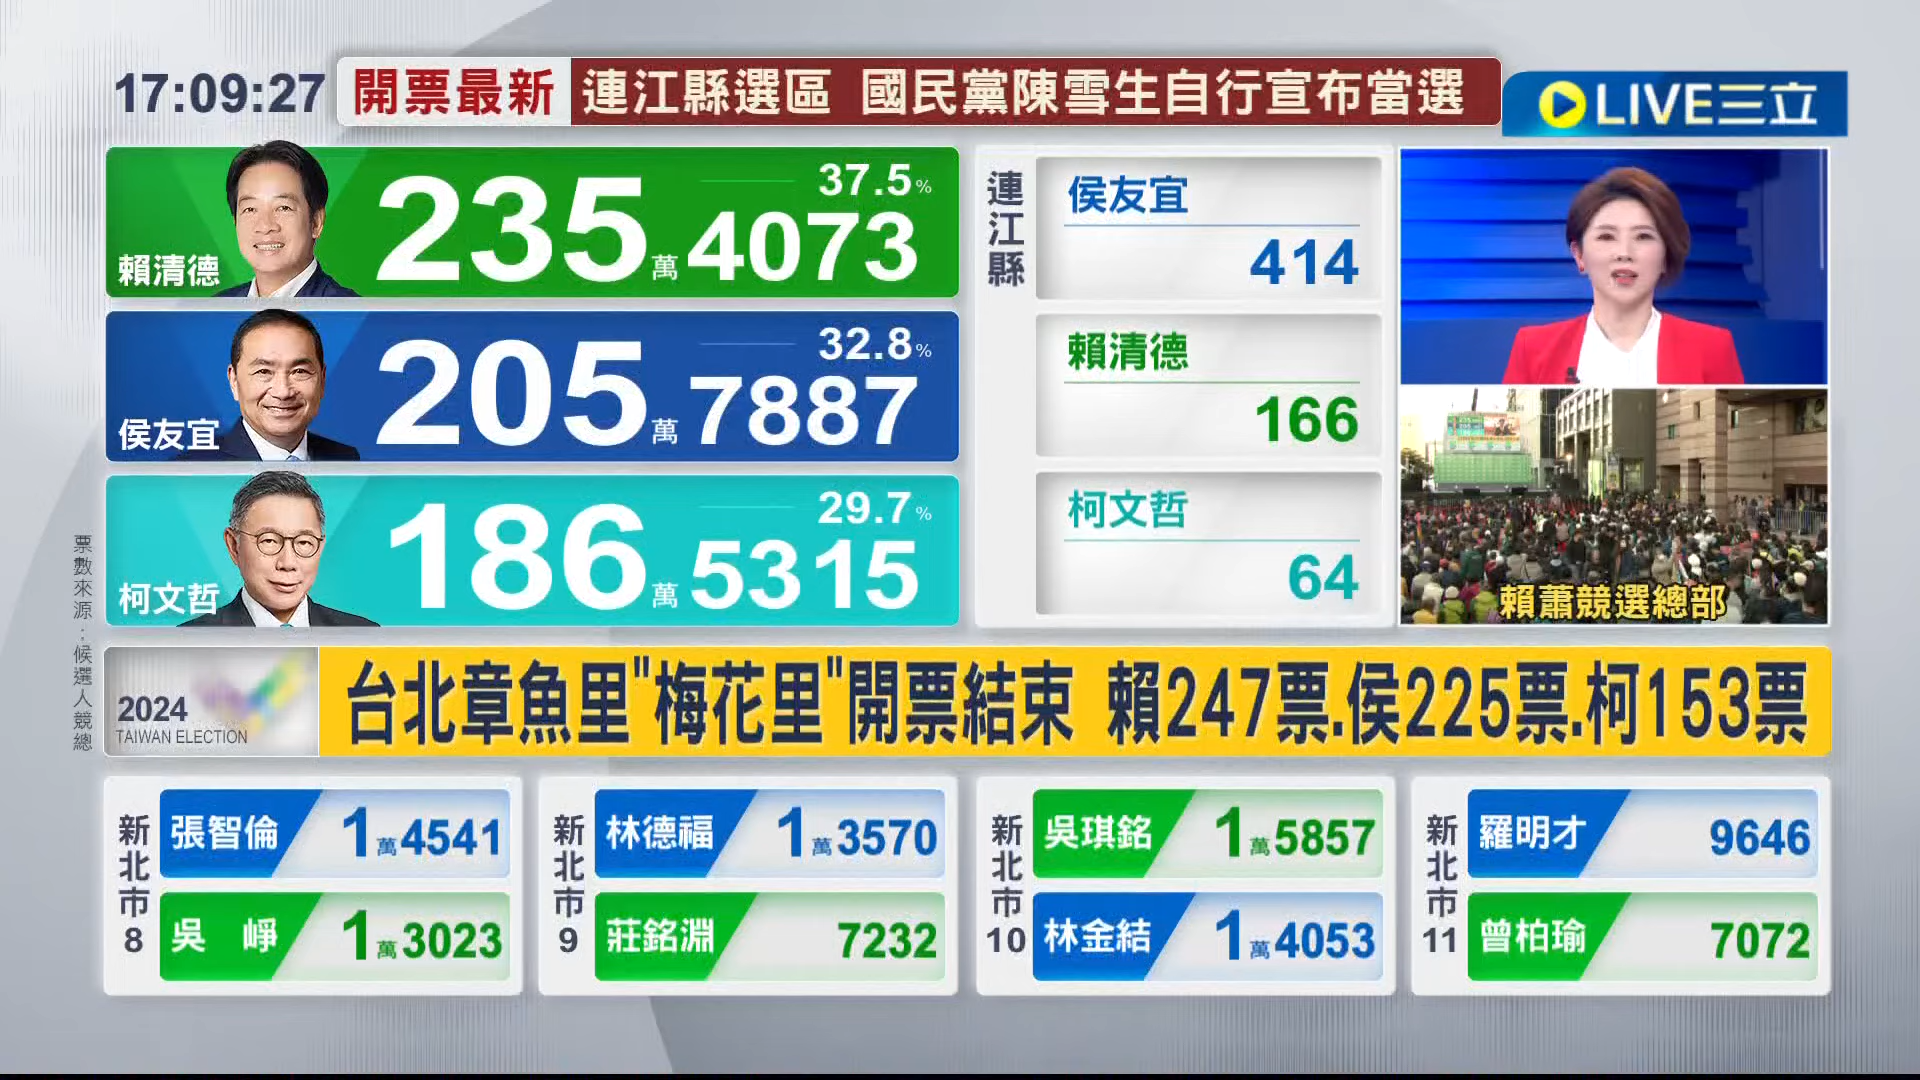 17:09:27 開票最新 連江縣選區 國民黨陳雪生自行宣布當選
LIVE三立
賴清德 235萬4073 37.5%
侯友宜 205萬7887 32.8%
柯文哲 186萬5315 29.7%
票數來源：候選人競總
連江縣
侯友宜
414
賴清德
166
柯文哲
64
賴蕭競選總部
2024
TAIWAN ELECTION
台北章魚里"梅花里"開票結束 賴247票.侯225票.柯153票
新北市8
張智倫 1萬4541
吳崢 1萬3023
新北市9
林德福 1萬3570
莊銘淵 7232
新北市10
吳琪銘 1萬5857
林金結 1萬4053
新北市11
羅明才 9646
曾柏瑜 7072